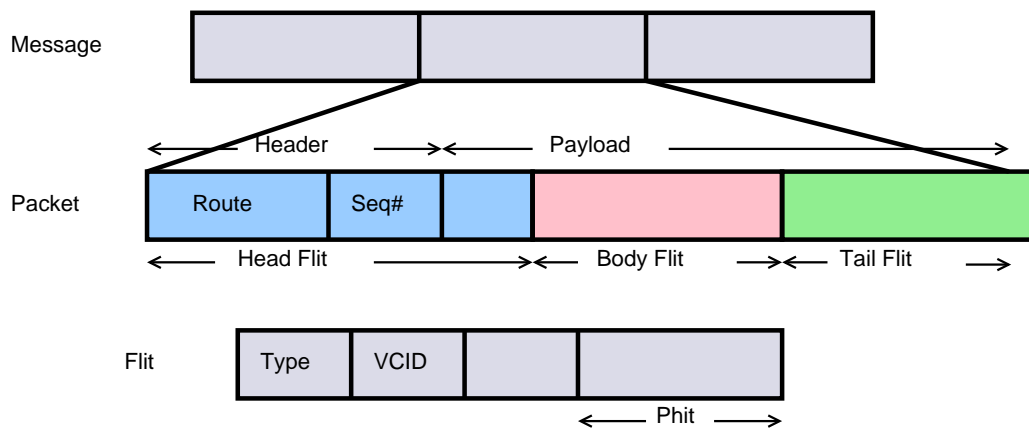 Message
Header
Payload
Packet
Route
Seq#
Head Flit
Body Flit
Tail Flit
Flit
Type
VCID
Phit